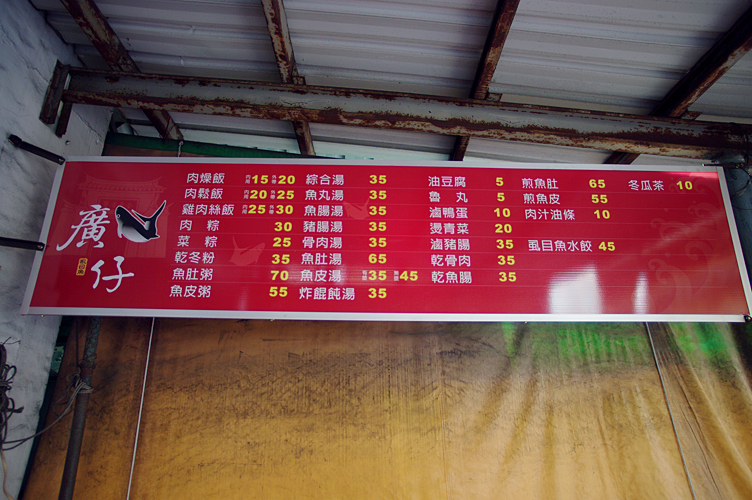 廣仔
肉燥飯 15 20
肉鬆飯 20 25
雞肉絲飯 25 30
肉粽 30
菜粽 25
乾冬粉 35
魚肚粥 70
魚皮粥 55
綜合湯 35
魚丸湯 35
魚腸湯 35
豬腸湯 35
骨肉湯 35
魚肚湯 65
魚皮湯 35 45
炸餛飩湯 35
油豆腐 5
魯丸 5
滷鴨蛋 10
燙青菜 20
滷豬腸 35
乾骨肉 35
乾魚腸 35
煎魚肚 65
煎魚皮 55
肉汁油條 10
虱目魚水餃 45
冬瓜茶 10